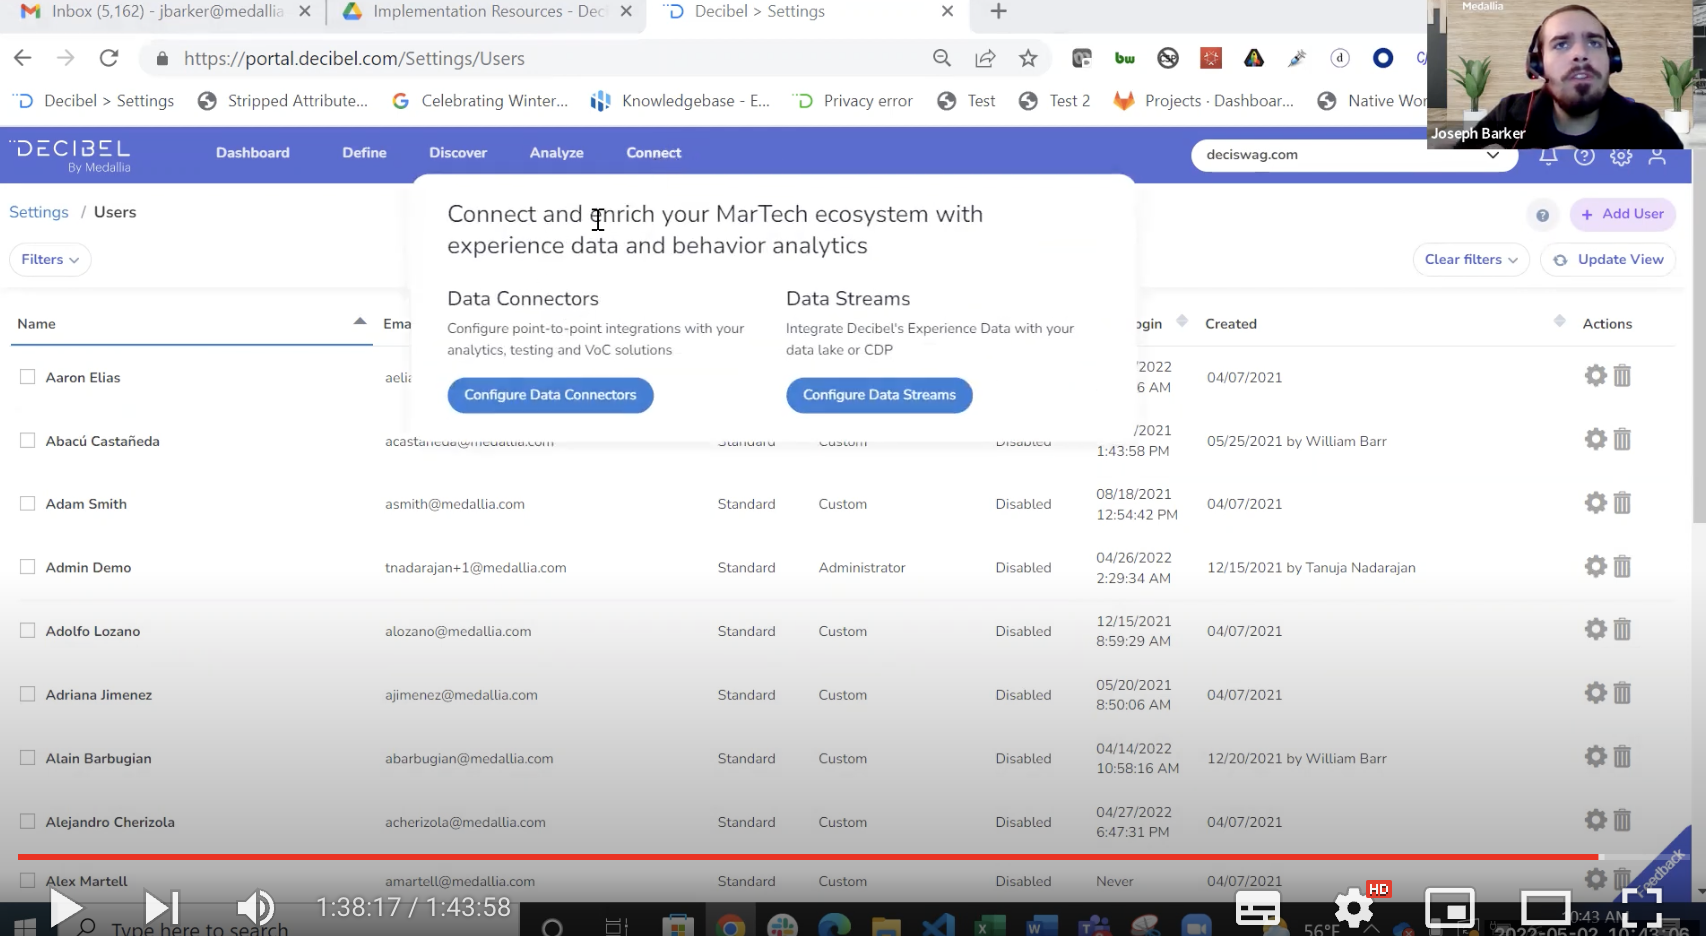 Inbox (5,162) - jbarker@medallia
Implementation Resources - Dec
Decibel > Settings
Medallia
https://portal.decibel.com/Settings/Users
bw
Decibel > Settings
Stripped Attribute...
Celebrating Winter...
Knowledgebase - E...
Privacy error
Test
Test 2
Projects · Dashboar...
Native Wor
Joseph Barker
DECIBEL
By Medallia
Dashboard
Define
Discover
Analyze
Connect
deciswag.com
Settings / Users
+ Add User
Filters
Clear filters
Update View
Connect and enrich your MarTech ecosystem with
experience data and behavior analytics
Data Connectors
Configure point-to-point integrations with your
analytics, testing and VoC solutions
Configure Data Connectors
Data Streams
Integrate Decibel's Experience Data with your
data lake or CDP
Configure Data Streams
Name Ema ogin Created Actions
Aaron Elias aelia /2022 04/07/2021
6 AM
Abacú Castañeda acastaneda@medallia.com Standard Custom Disabled /2021 05/25/2021 by William Barr
1:43:58 PM
Adam Smith asmith@medallia.com Standard Custom Disabled 08/18/2021 04/07/2021
12:54:42 PM
Admin Demo tnadarajan+1@medallia.com Standard Administrator Disabled 04/26/2022 12/15/2021 by Tanuja Nadarajan
2:29:34 AM
Adolfo Lozano alozano@medallia.com Standard Custom Disabled 12/15/2021 04/07/2021
8:59:29 AM
Adriana Jimenez ajimenez@medallia.com Standard Custom Disabled 05/20/2021 04/07/2021
8:50:06 AM
Alain Barbugian abarbugian@medallia.com Standard Custom Disabled 04/14/2022 12/20/2021 by William Barr
10:58:16 AM
Alejandro Cherizola acherizola@medallia.com Standard Custom Disabled 04/27/2022 04/07/2021
6:47:31 PM
Alex Martell amartell@medallia.com Standard Custom Disabled Never 04/07/2021
Feedback
1:38:17 / 1:43:58
HD
Type here to search
56°F
10:43 AM
2022-05-02 10:43:06